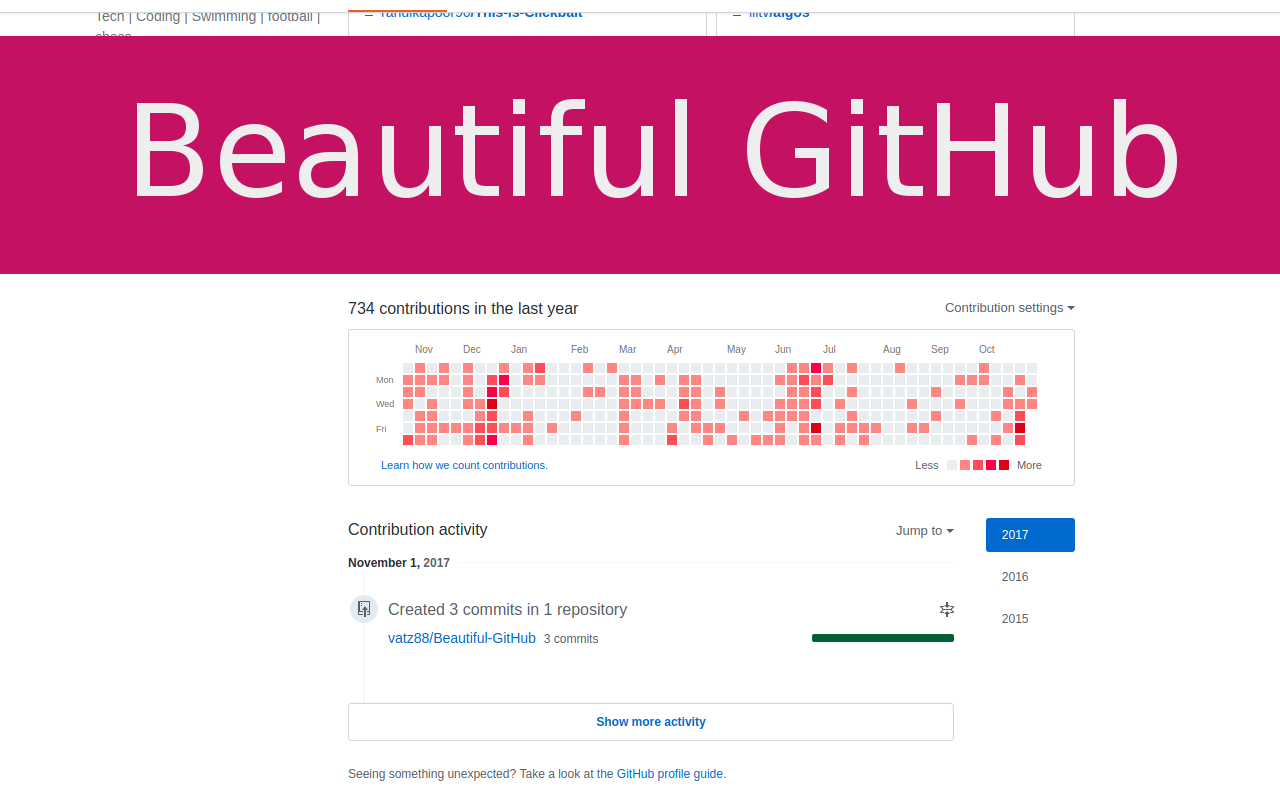 Tech | Coding | Swimming | football |
chess
/This-Is-Clickbait
/algos
Beautiful GitHub
734 contributions in the last year
Contribution settings
Nov Dec Jan Feb Mar Apr May Jun Jul Aug Sep Oct
Mon
Wed
Fri
Learn how we count contributions.
Less More
Contribution activity
Jump to
2017
November 1, 2017
2016
Created 3 commits in 1 repository
2015
vatz88/Beautiful-GitHub 3 commits
Show more activity
Seeing something unexpected? Take a look at the GitHub profile guide.